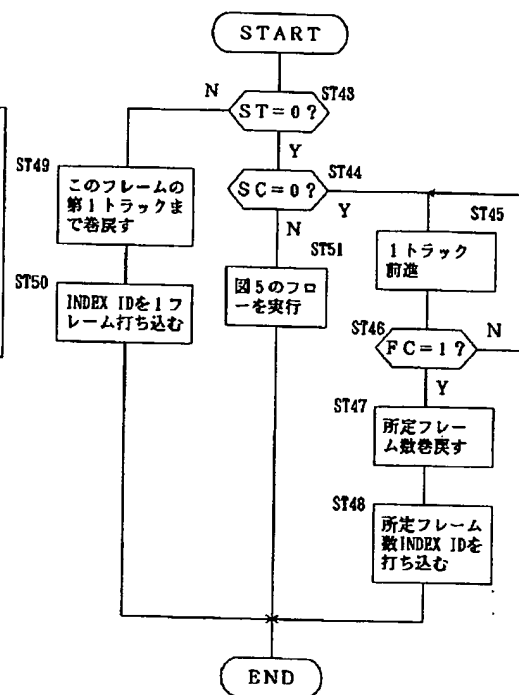 START
N
ST43
ST=0?
Y
ST44
ST49
SC=0?
Y
このフレームの
第1トラックま
で巻戻す
N
ST45
1トラック
前進
ST50
ST51
INDEX IDを1フ
レーム打ち込む
図5のフロ
ーを実行
ST46
N
FC=1?
Y
ST47
所定フレー
ム数巻戻す
ST48
所定フレーム
数INDEX IDを
打ち込む
END